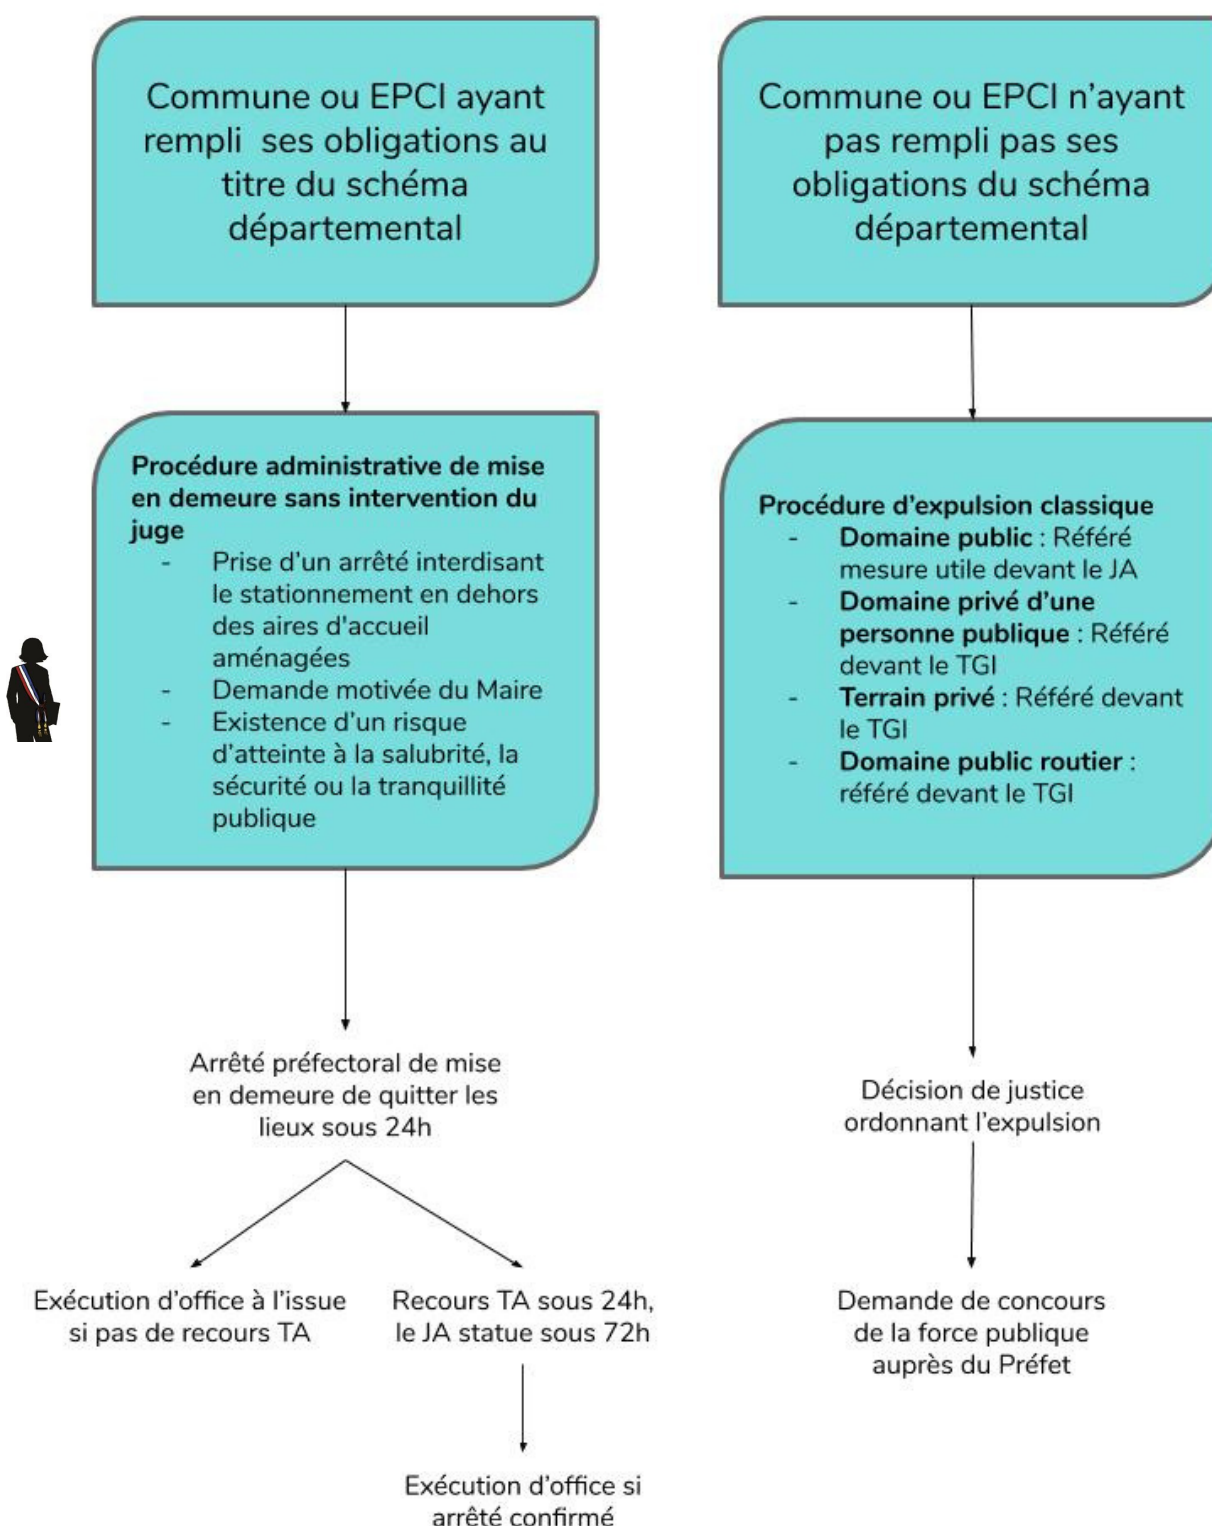 Commune ou EPCI ayant
rempli ses obligations au
titre du schéma
départemental
Procédure administrative de mise
en demeure sans intervention du
juge
- Prise d'un arrêté interdisant
le stationnement en dehors
des aires d'accueil
aménagées
- Demande motivée du Maire
- Existence d'un risque
d'atteinte à la salubrité, la
sécurité ou la tranquillité
publique
Arrêté préfectoral de mise
en demeure de quitter les
lieux sous 24h
Exécution d'office à l'issue
si pas de recours TA
Recours TA sous 24h,
le JA statue sous 72h
Exécution d'office si
arrêté confirmé
Commune ou EPCI n'ayant
pas rempli pas ses
obligations du schéma
départemental
Procédure d'expulsion classique
- Domaine public : Référé
mesure utile devant le JA
- Domaine privé d'une
personne publique : Référé
devant le TGI
- Terrain privé : Référé devant
le TGI
- Domaine public routier :
référé devant le TGI
Décision de justice
ordonnant l'expulsion
Demande de concours
de la force publique
auprès du Préfet